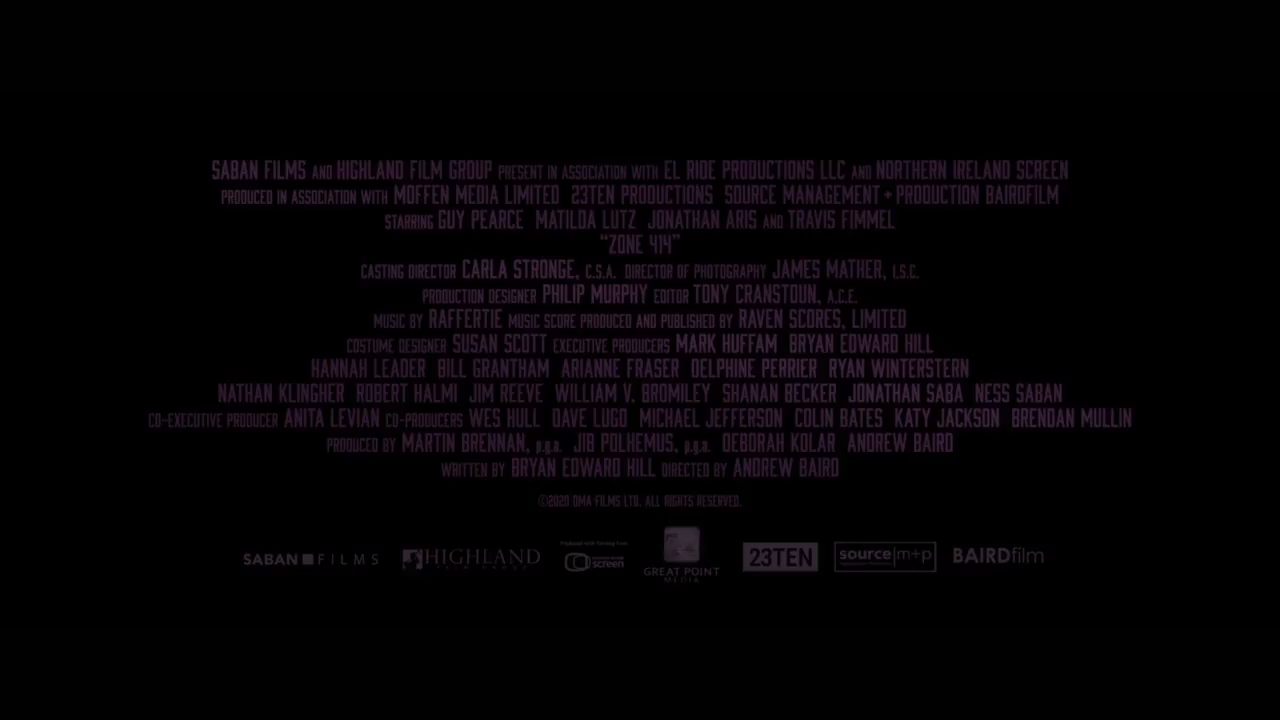 SABAN FILMS AND HIGHLAND FILM GROUP PRESENT IN ASSOCIATION WITH EL RIDE PRODUCTIONS LLC AND NORTHERN IRELAND SCREEN
PRODUCED IN ASSOCIATION WITH MOFFEN MEDIA LIMITED 23TEN PRODUCTIONS SOURCE MANAGEMENT + PRODUCTION BAIRDFILM
STARRING GUY PEARCE MATILDA LUTZ JONATHAN ARIS AND TRAVIS FIMMEL
“ZONE 414”
CASTING DIRECTOR CARLA STRONGE, C.S.A. DIRECTOR OF PHOTOGRAPHY JAMES MATHER, I.S.C.
PRODUCTION DESIGNER PHILIP MURPHY EDITOR TONY CRANSTOUN, A.C.E.
MUSIC BY RAFFERTIE MUSIC SCORE PRODUCED AND PUBLISHED BY RAVEN SCORES, LIMITED
COSTUME DESIGNER SUSAN SCOTT EXECUTIVE PRODUCERS MARK HUFFAM BRYAN EDWARD HILL
HANNAH LEADER BILL GRANTHAM ARIANNE FRASER DELPHINE PERRIER RYAN WINTERSTERN
NATHAN KLINGHER ROBERT HALMI JIM REEVE WILLIAM V. BROMILEY SHANAN BECKER JONATHAN SABA NESS SABAN
CO-EXECUTIVE PRODUCER ANITA LEVIAN CO-PRODUCERS WES HULL DAVE LUGO MICHAEL JEFFERSON COLIN BATES KATY JACKSON BRENDAN MULLIN
PRODUCED BY MARTIN BRENNAN, p.g.a. JIB POLHEMUS, p.g.a. DEBORAH KOLAR ANDREW BAIRD
WRITTEN BY BRYAN EDWARD HILL DIRECTED BY ANDREW BAIRD
©2020 DMA FILMS LTD. ALL RIGHTS RESERVED.
SABAN FILMS HIGHLAND screen GREAT POINT MEDIA 23TEN source m+p BAIRDfilm